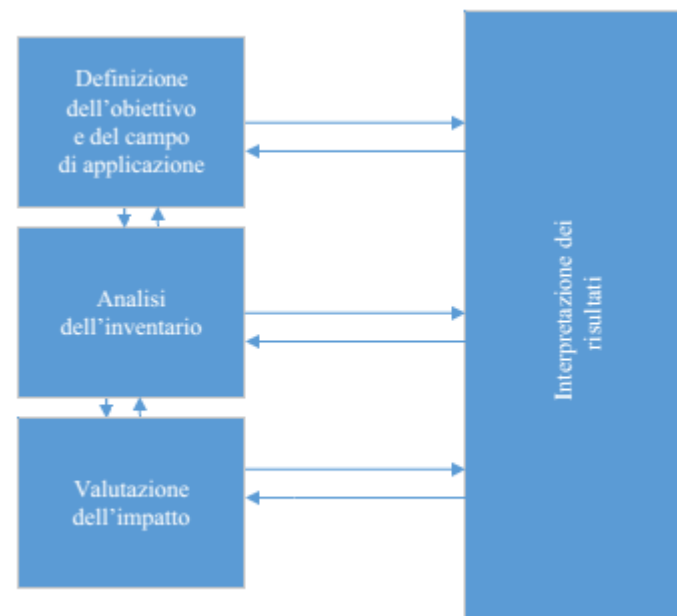 Definizione
dell’obiettivo
e del campo
di applicazione
Analisi
dell’inventario
Valutazione
dell’impatto
Interpretazione dei
risultati